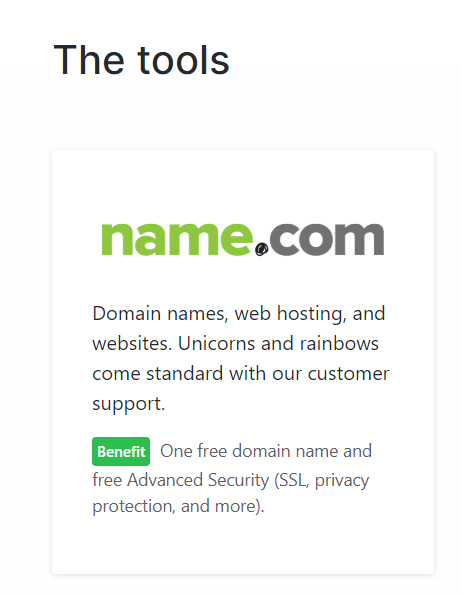 The tools
name.com
Domain names, web hosting, and
websites. Unicorns and rainbows
come standard with our customer
support.
Benefit One free domain name and
free Advanced Security (SSL, privacy
protection, and more).